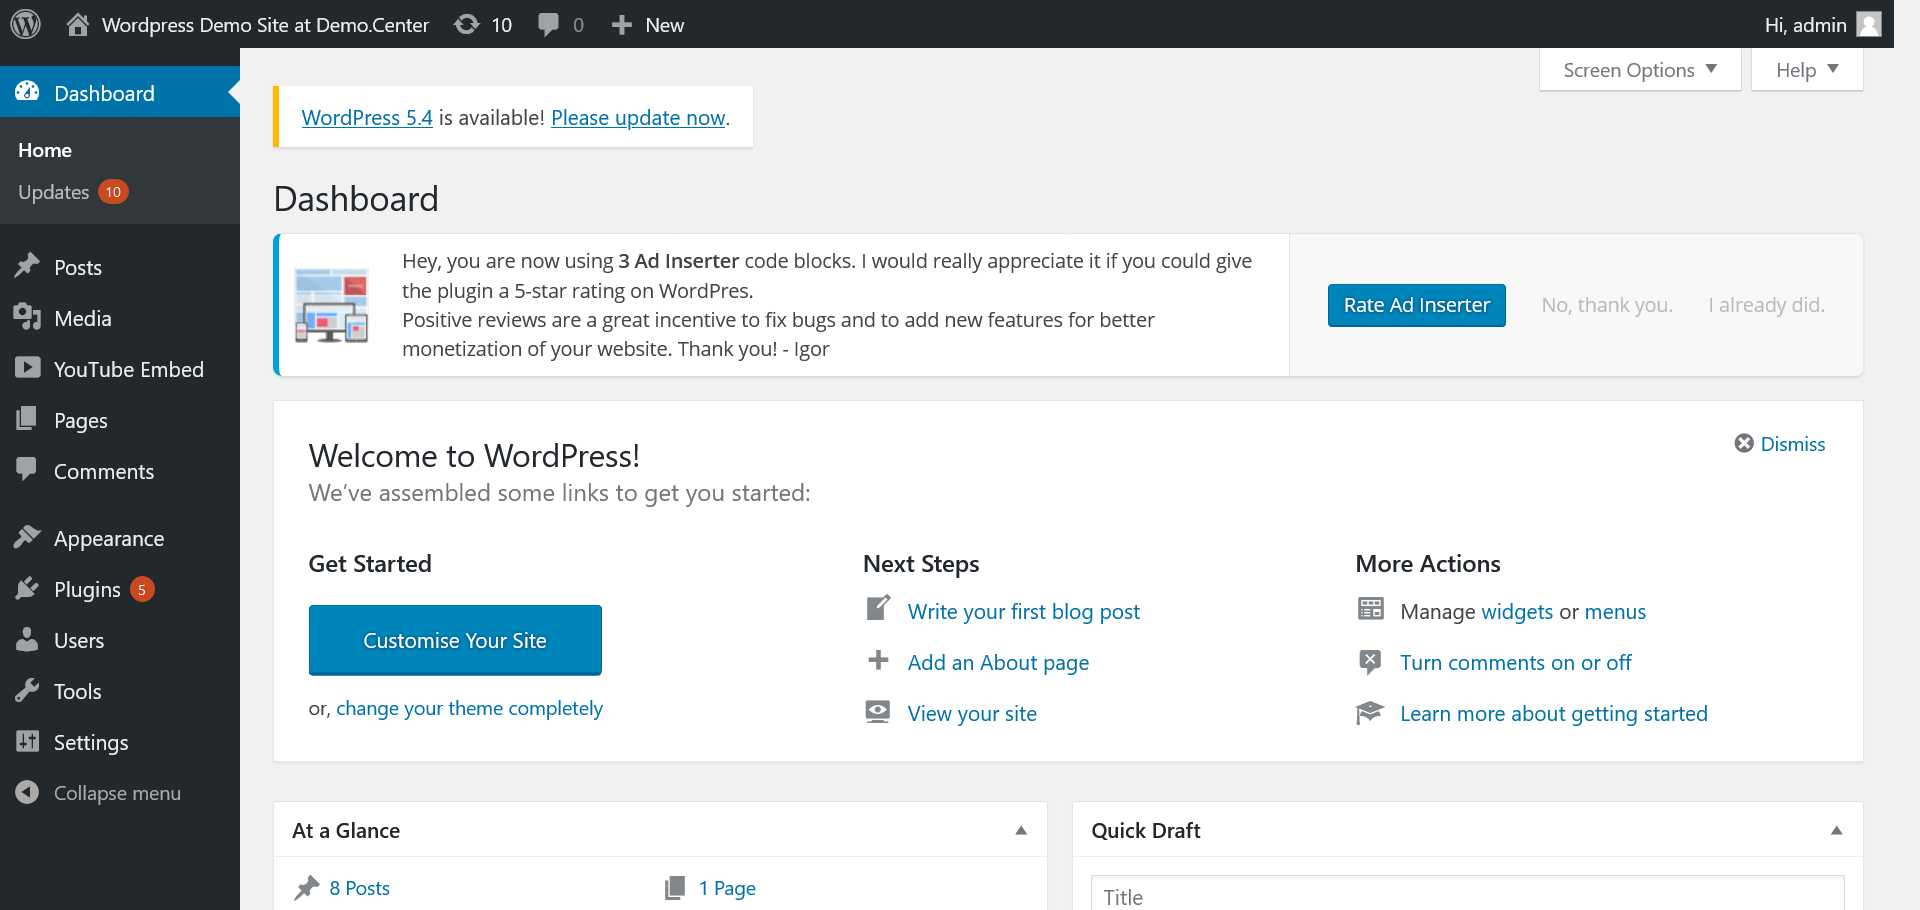 Wordpress Demo Site at Demo.Center 10 0 New Hi, admin
Screen Options Help
Dashboard
Home
Updates 10
Posts
Media
YouTube Embed
Pages
Comments
Appearance
Plugins 5
Users
Tools
Settings
Collapse menu
WordPress 5.4 is available! Please update now.
Dashboard
Hey, you are now using 3 Ad Inserter code blocks. I would really appreciate it if you could give
the plugin a 5-star rating on WordPres.
Positive reviews are a great incentive to fix bugs and to add new features for better
monetization of your website. Thank you! - Igor
Rate Ad Inserter No, thank you. I already did.
Welcome to WordPress!
Dismiss
We’ve assembled some links to get you started:
Get Started
Customise Your Site
or, change your theme completely
Next Steps
Write your first blog post
Add an About page
View your site
More Actions
Manage widgets or menus
Turn comments on or off
Learn more about getting started
At a Glance
8 Posts 1 Page
Quick Draft
Title